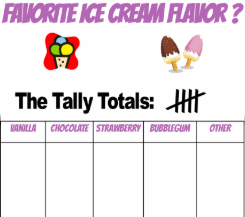 FAVORITE ICE CREAM FLAVOR ?
The Tally Totals:
VANILLA CHOCOLATE STRAWBERRY BUBBLEGUM OTHER